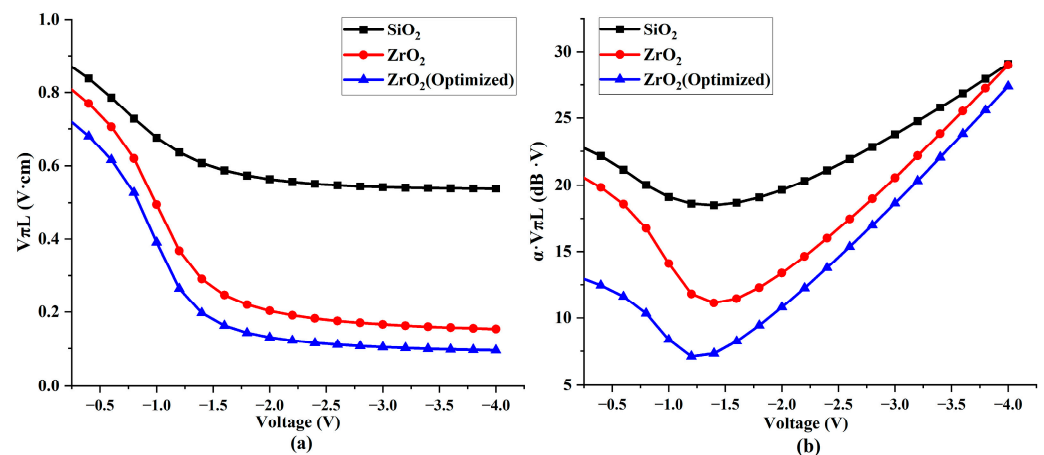 SiO₂
ZrO₂
ZrO₂(Optimized)
VπL (V·cm)
1.0
0.8
0.6
0.4
0.2
0.0
−0.5 −1.0 −1.5 −2.0 −2.5 −3.0 −3.5 −4.0
Voltage (V)
(a)
SiO₂
ZrO₂
ZrO₂(Optimized)
α·VπL (dB·V)
30
25
20
15
10
5
−0.5 −1.0 −1.5 −2.0 −2.5 −3.0 −3.5 −4.0
Voltage (V)
(b)